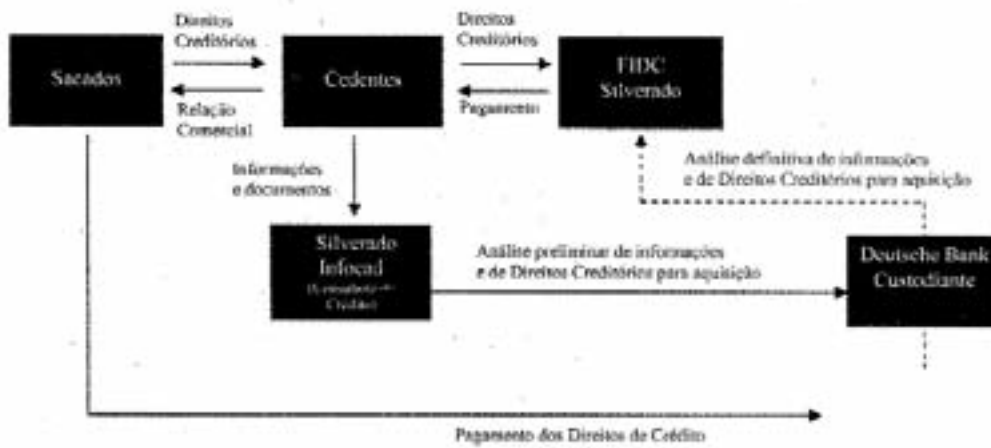 Direitos
Creditórios
Direitos
Creditórios
Sacados
Cedentes
FIDC
Silverado
Relação
Comercial
Pagamento
Informações
e documentos
Análise definitiva de informações
e de Direitos Creditórios para aquisição
Silverado
Infocad
Crédito)
Análise preliminar de informações
e de Direitos Creditórios para aquisição
Deutsche Bank
Custodiante
Pagamento dos Direitos de Crédito